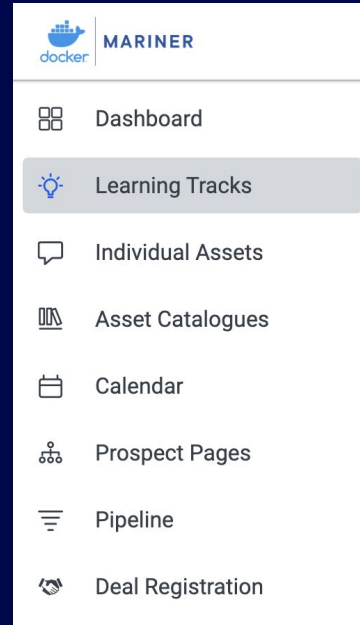 docker
MARINER
Dashboard
Learning Tracks
Individual Assets
Asset Catalogues
Calendar
Prospect Pages
Pipeline
Deal Registration